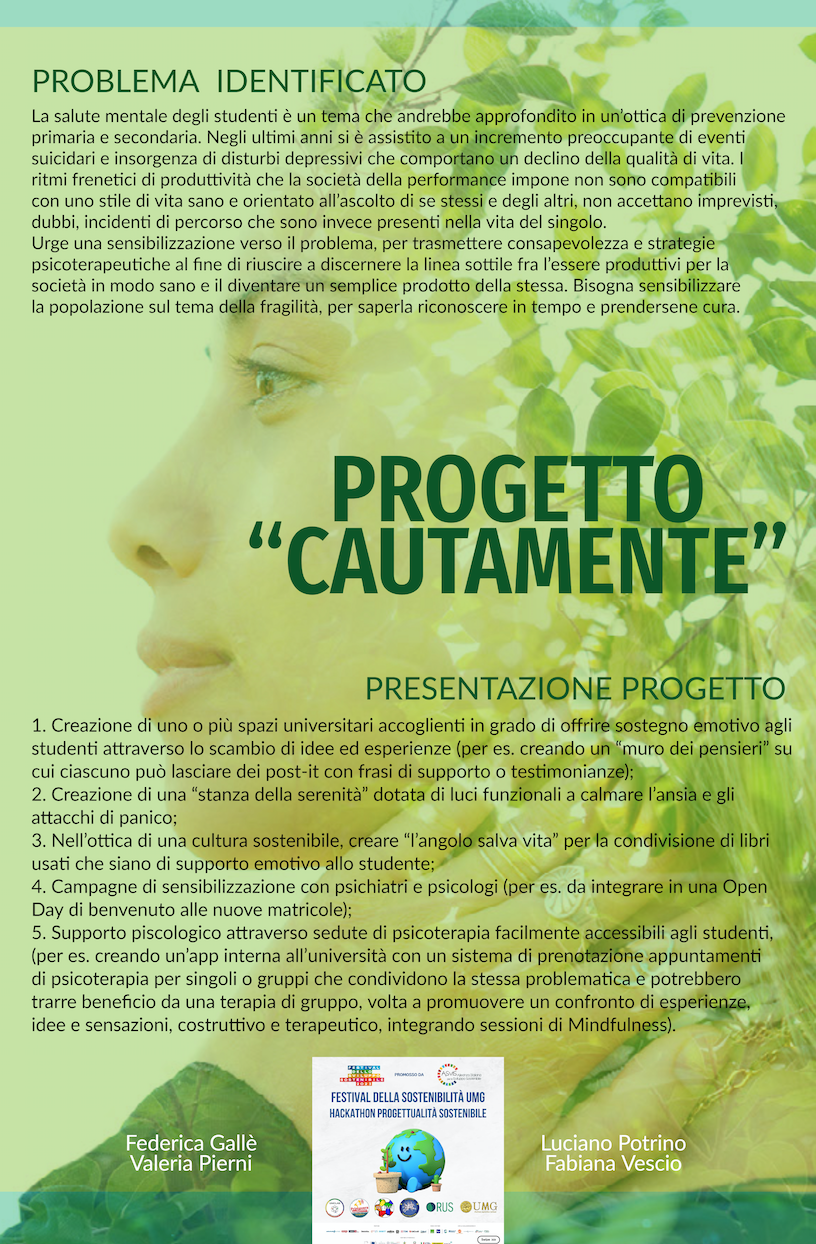 PROBLEMA IDENTIFICATO
La salute mentale degli studenti è un tema che andrebbe approfondito in un'ottica di prevenzione
primaria e secondaria. Negli ultimi anni si è assistito a un incremento preoccupante di eventi
suicidari e insorgenza di disturbi depressivi che comportano un declino della qualità di vita. I
ritmi frenetici di produttività che la società della performance impone non sono compatibili
con uno stile di vita sano e orientato all'ascolto di se stessi e degli altri, non accettano imprevisti,
dubbi, incidenti di percorso che sono invece presenti nella vita del singolo.
Urge una sensibilizzazione verso il problema, per trasmettere consapevolezza e strategie
psicoterapeutiche al fine di riuscire a discernere la linea sottile fra l'essere produttivi per la
società in modo sano e il diventare un semplice prodotto della stessa. Bisogna sensibilizzare
la popolazione sul tema della fragilità, per saperla riconoscere in tempo e prendersene cura.
PROGETTO
“CAUTAMENTE”
PRESENTAZIONE PROGETTO
1. Creazione di uno o più spazi universitari accoglienti in grado di offrire sostegno emotivo agli
studenti attraverso lo scambio di idee ed esperienze (per es. creando un “muro dei pensieri” su
cui ciascuno può lasciare dei post-it con frasi di supporto o testimonianze);
2. Creazione di una “stanza della serenità” dotata di luci funzionali a calmare l'ansia e gli
attacchi di panico;
3. Nell'ottica di una cultura sostenibile, creare “l'angolo salva vita” per la condivisione di libri
usati che siano di supporto emotivo allo studente;
4. Campagne di sensibilizzazione con psichiatri e psicologi (per es. da integrare in una Open
Day di benvenuto alle nuove matricole);
5. Supporto piscologico attraverso sedute di psicoterapia facilmente accessibili agli studenti,
(per es. creando un'app interna all'università con un sistema di prenotazione appuntamenti
di psicoterapia per singoli o gruppi che condividono la stessa problematica e potrebbero
trarre beneficio da una terapia di gruppo, volta a promuovere un confronto di esperienze,
idee e sensazioni, costruttivo e terapeutico, integrando sessioni di Mindfulness).
PROMOSSO DA
FESTIVAL DELLA SOSTENIBILITÀ UMG
HACKATHON PROGETTUALITÀ SOSTENIBILE
Federica Gallè
Valeria Pierni
Luciano Potrino
Fabiana Vescio
RUS
UMG